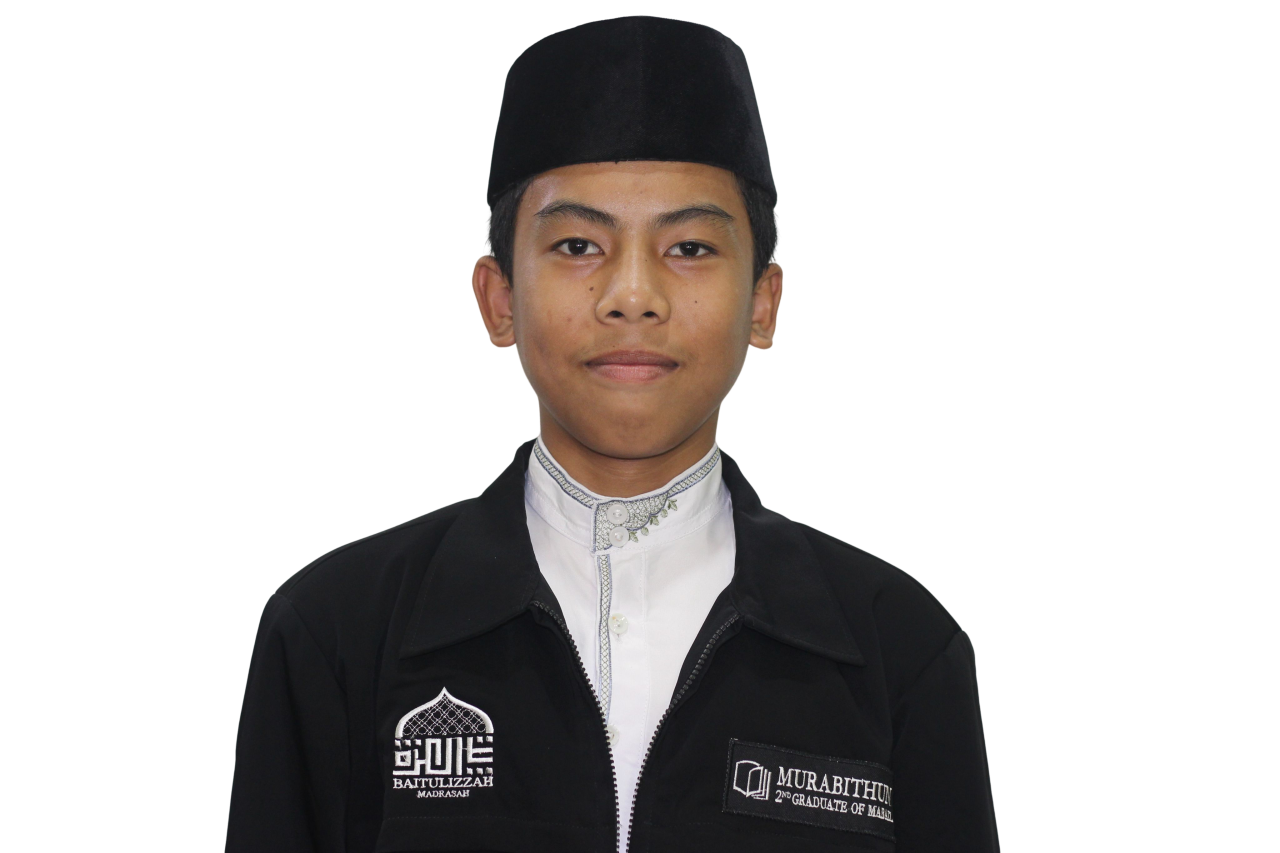 BAITULIZZAH
MADRASAH
MURABITHUN
2ND GRADUATE OF